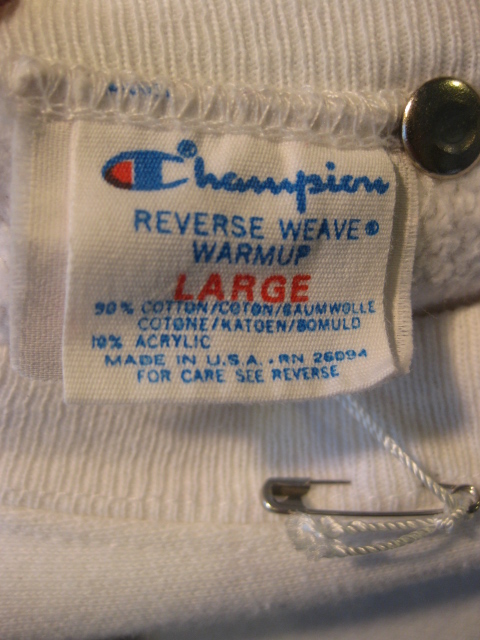 Champion®
REVERSE WEAVE®
WARMUP
LARGE
90% COTTON/COTON/BAUMWOLLE
COTONE/KATOEN/BOMULD
10% ACRYLIC
MADE IN U.S.A. • RN 26094
FOR CARE SEE REVERSE